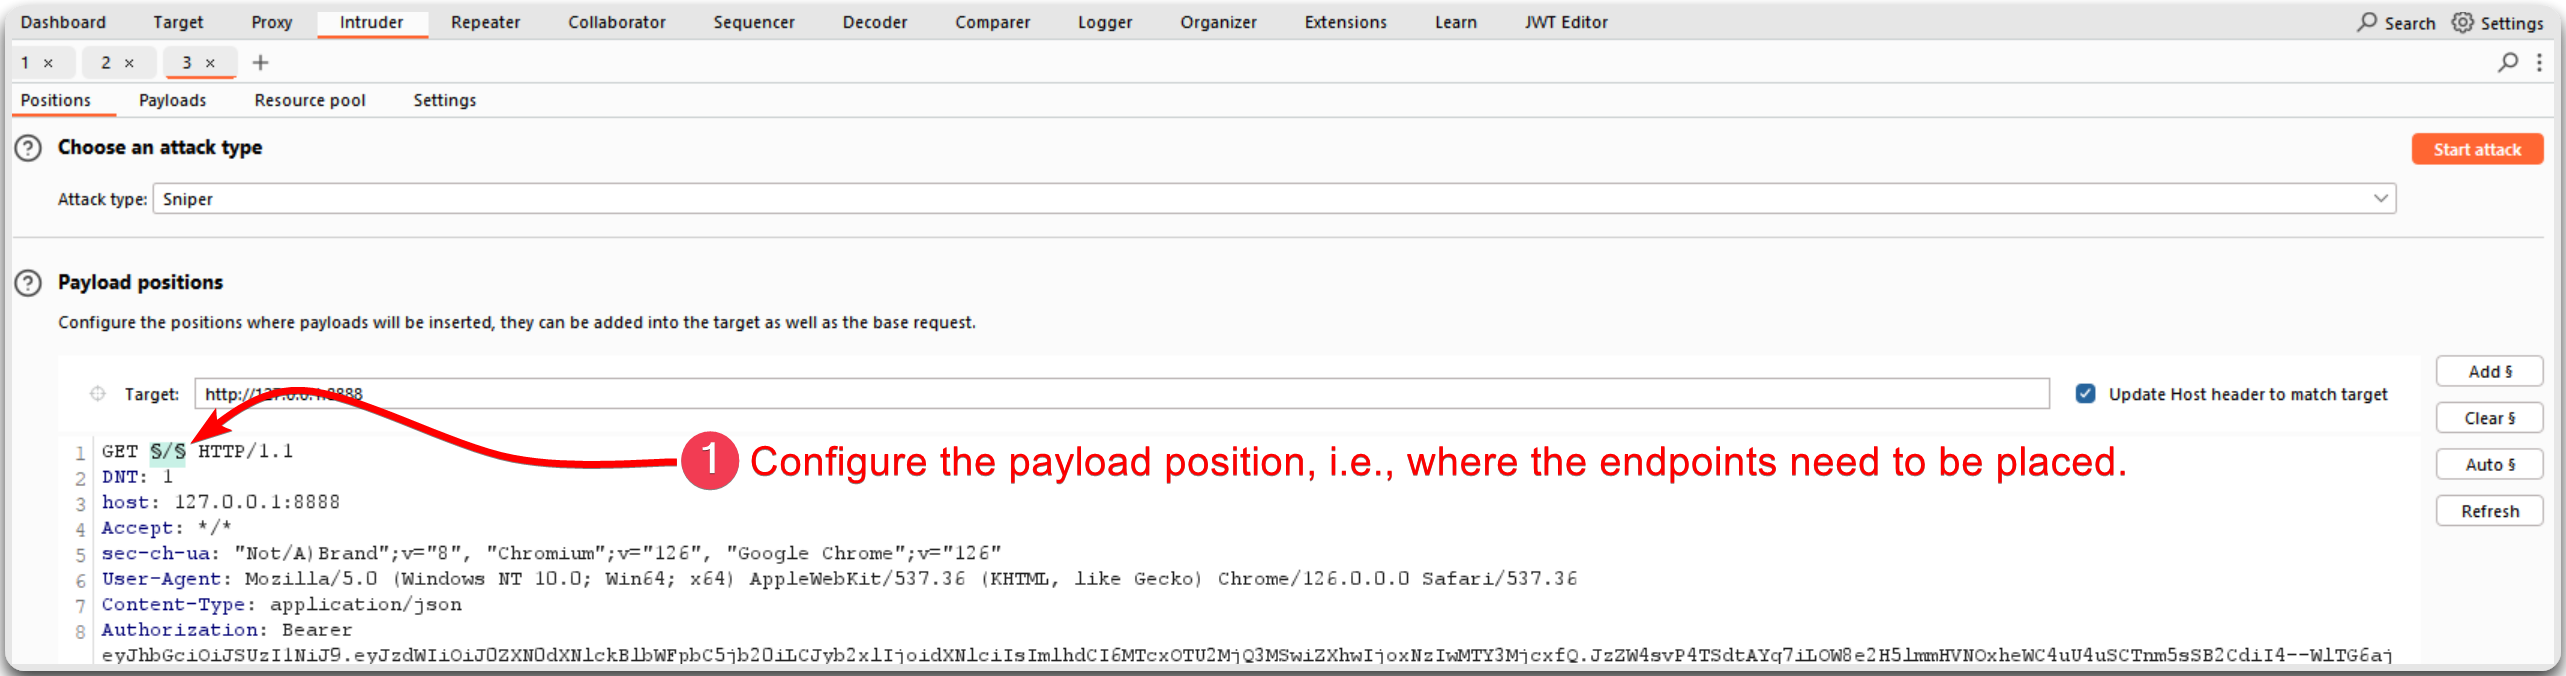 Dashboard Target Proxy Intruder Repeater Collaborator Sequencer Decoder Comparer Logger Organizer Extensions Learn JWT Editor Search Settings
1 × 2 × 3 × +
Positions Payloads Resource pool Settings
? Choose an attack type
Start attack
Attack type: Sniper
? Payload positions
Configure the positions where payloads will be inserted, they can be added into the target as well as the base request.
Add §
Target: http://127.0.0.1:8888 Update Host header to match target
Clear §
1 GET §/§ HTTP/1.1
1 Configure the payload position, i.e., where the endpoints need to be placed.
Auto §
2 DNT: 1
3 host: 127.0.0.1:8888
Refresh
4 Accept: */*
5 sec-ch-ua: "Not/A)Brand";v="8", "Chromium";v="126", "Google Chrome";v="126"
6 User-Agent: Mozilla/5.0 (Windows NT 10.0; Win64; x64) AppleWebKit/537.36 (KHTML, like Gecko) Chrome/126.0.0.0 Safari/537.36
7 Content-Type: application/json
8 Authorization: Bearer
eyJhbGciOiJSUzI1NiJ9.eyJzdWIiOiJ0ZXN0dXNlckBlbWFpbC5jb20iLCJyb2xlIjoidXNlciIsImlhdCI6MTcxOTU2MjQ3MSwiZXhwIjoxNzIwMTY3MjcxfQ.JzZW4svP4TSdtAYq7iLOW8e2H5lmmHVNOxheWC4uU4uSCTnm5sSB2CdiI4--WlTG6aj